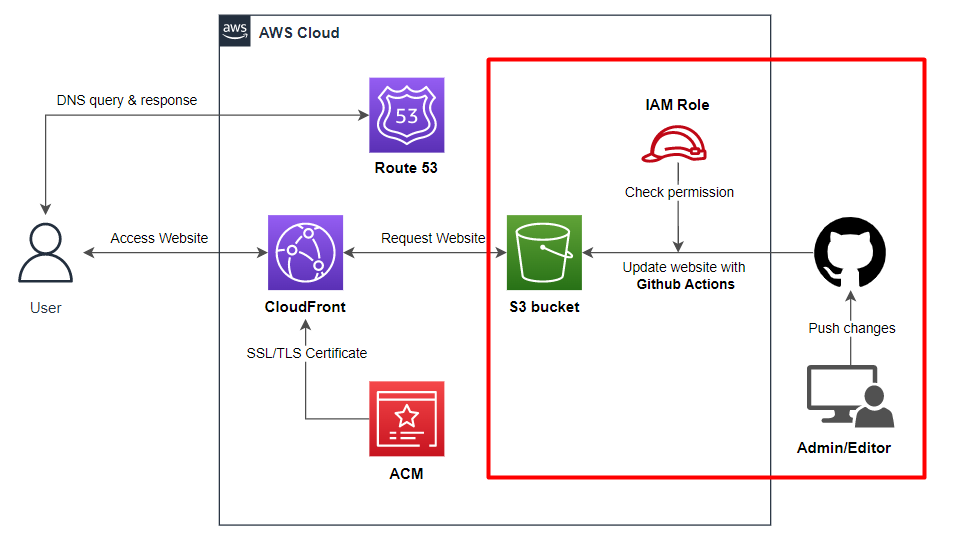 aws
AWS Cloud
DNS query & response
53
Route 53
IAM Role
Check permission
Access Website
Request Website
Update website with
Github Actions
User
CloudFront
S3 bucket
Push changes
SSL/TLS Certificate
Admin/Editor
ACM